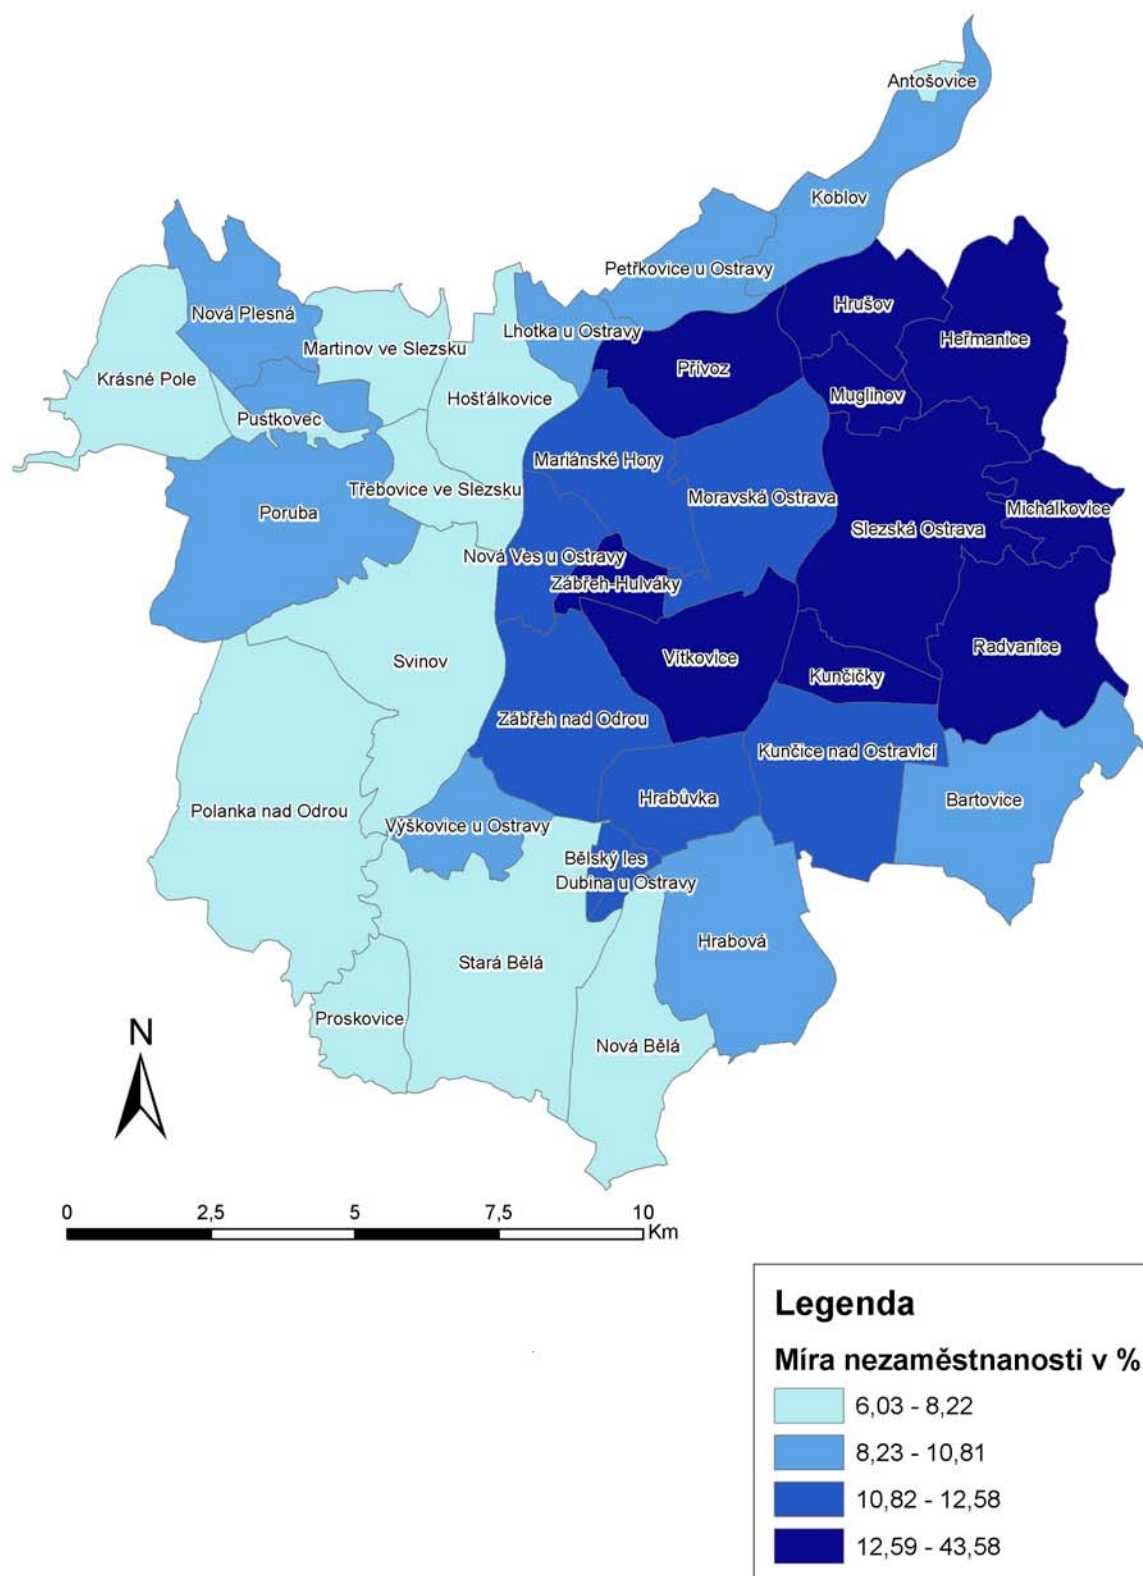 Antošovice
Koblov
Petřkovice u Ostravy
Hrušov
Nová Plesná
Lhotka u Ostravy
Heřmanice
Martinov ve Slezsku
Přívoz
Krásné Pole
Hošťálkovice
Muglinov
Pustkovec
Mariánské Hory
Třebovice ve Slezsku
Moravská Ostrava
Michálkovice
Poruba
Slezská Ostrava
Nová Ves u Ostravy
Zábřeh-Hulváky
Radvanice
Svinov
Vítkovice
Kunčičky
Zábřeh nad Odrou
Kunčice nad Ostravicí
Hrabůvka
Bartovice
Polanka nad Odrou
Výškovice u Ostravy
Bělský les
Dubina u Ostravy
Hrabová
Stará Bělá
Proskovice
Nová Bělá
N
0 2,5 5 7,5 10
Km
Legenda
Míra nezaměstnanosti v %
6,03 - 8,22
8,23 - 10,81
10,82 - 12,58
12,59 - 43,58